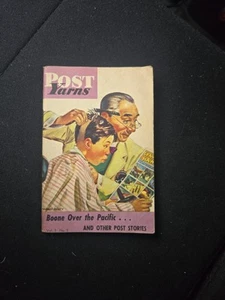 POST
Yarns
Boone Over the Pacific . . .
AND OTHER POST STORIES